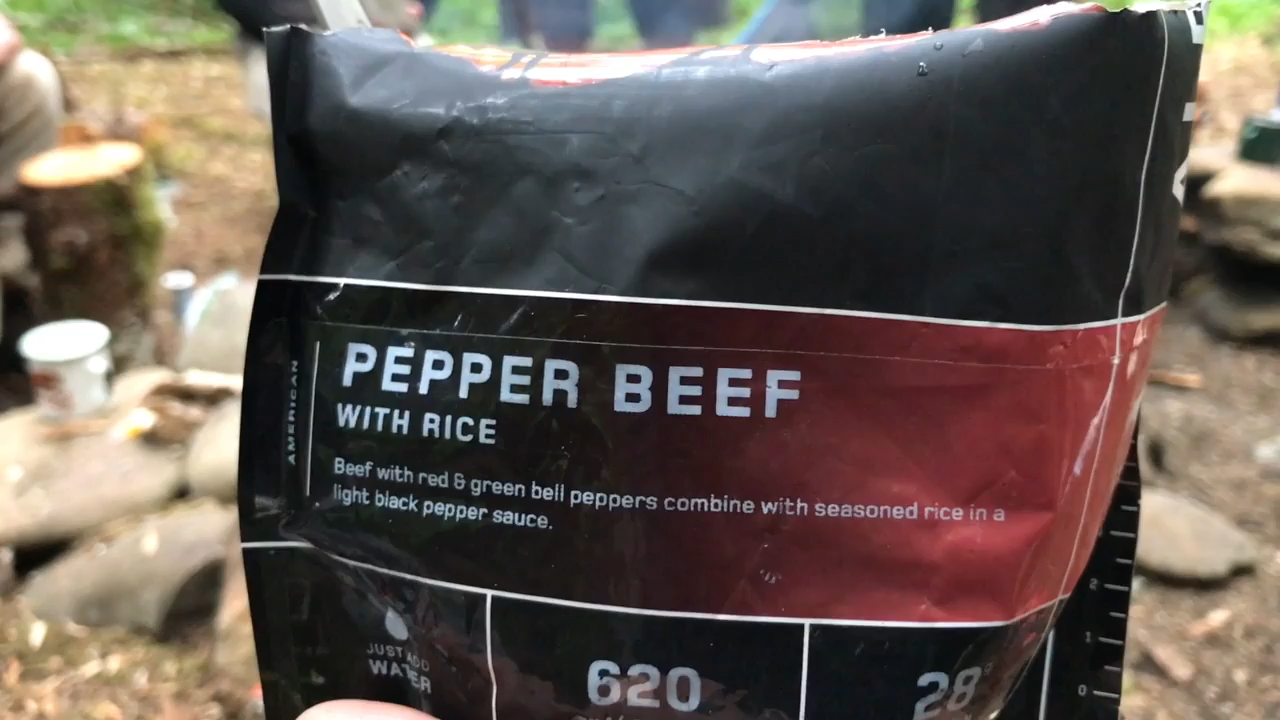 AMERICAN
PEPPER BEEF
WITH RICE
Beef with red & green bell peppers combine with seasoned rice in a
light black pepper sauce.
JUST ADD
WATER
620
28g
2
1
0